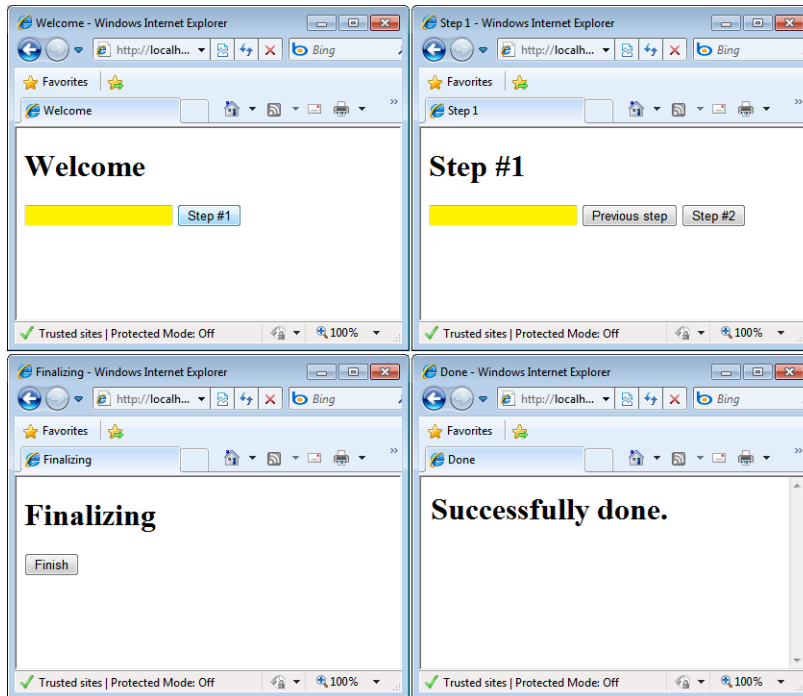 Welcome - Windows Internet Explorer
http://localh...
Bing
Favorites
Welcome
Welcome
Step #1
Trusted sites | Protected Mode: Off
100%
Step 1 - Windows Internet Explorer
http://localh...
Bing
Favorites
Step 1
Step #1
Previous step
Step #2
Trusted sites | Protected Mode: Off
100%
Finalizing - Windows Internet Explorer
http://localh...
Bing
Favorites
Finalizing
Finalizing
Finish
Trusted sites | Protected Mode: Off
100%
Done - Windows Internet Explorer
http://localh...
Bing
Favorites
Done
Successfully done.
Trusted sites | Protected Mode: Off
100%